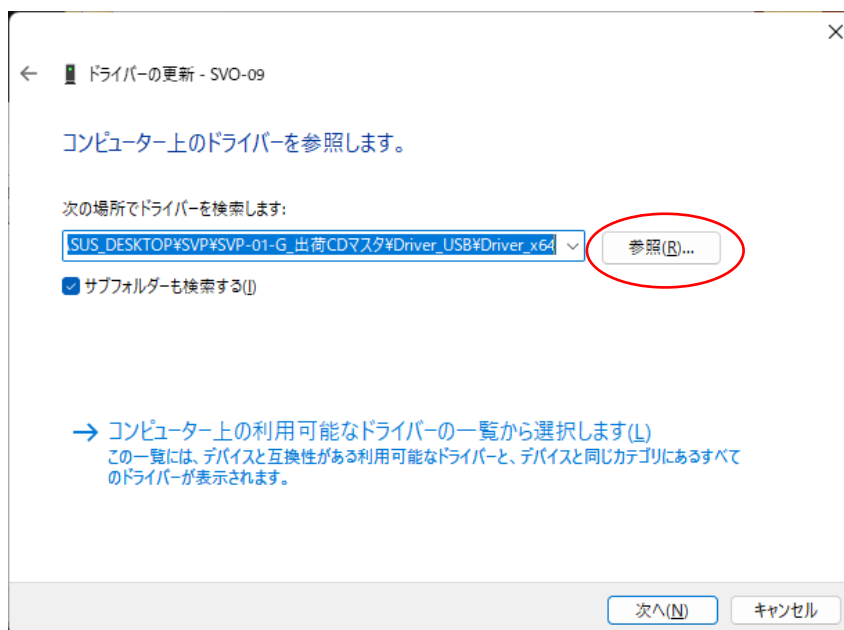 ドライバーの更新 - SVO-09
コンピューター上のドライバーを参照します。
次の場所でドライバーを検索します:
SUS_DESKTOP¥SVP¥SVP-01-G_出荷CDマスタ¥Driver_USB¥Driver_x64
参照(R)...
サブフォルダーも検索する(I)
コンピューター上の利用可能なドライバーの一覧から選択します(L)
この一覧には、デバイスと互換性がある利用可能なドライバーと、デバイスと同じカテゴリにあるすべて
のドライバーが表示されます。
次へ(N)
キャンセル